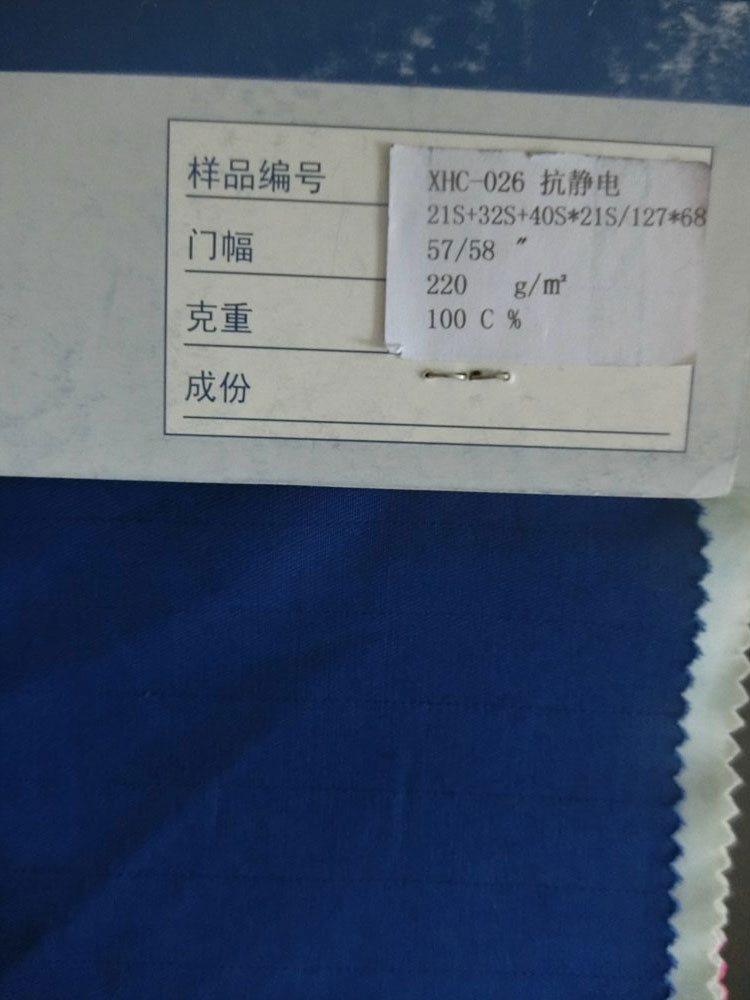 样品编号
XHC-026 抗静电
21S+32S+40S*21S/127*68
门幅
57/58 "
克重
220 g/m²
成份
100 C %